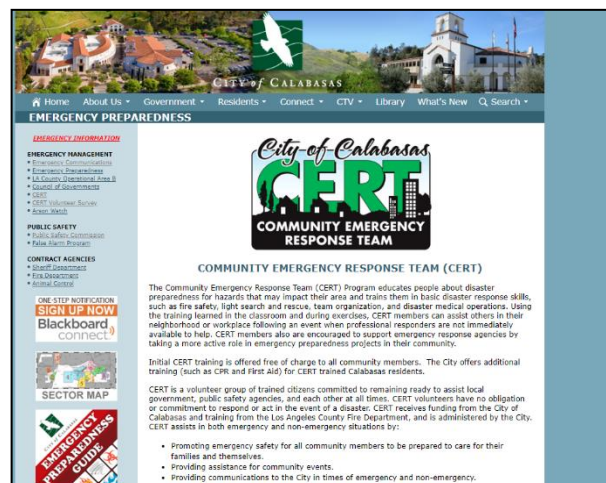 CITY of CALABASAS
Home About Us Government Residents Connect CTV Library What's New Search
EMERGENCY PREPAREDNESS
EMERGENCY INFORMATION
EMERGENCY MANAGEMENT
Emergency Communications
Emergency Preparedness
LA County Operational Area B
Council of Governments
CERT
CERT Volunteer Survey
Arson Watch
PUBLIC SAFETY
Public Safety Commission
False Alarm Program
CONTRACT AGENCIES
Sheriff Department
Fire Department
Animal Control
ONE-STEP NOTIFICATION
SIGN UP NOW
Blackboard
connect
SECTOR MAP
EMERGENCY
PREPAREDNESS
GUIDE
City of Calabasas
CERT
COMMUNITY EMERGENCY
RESPONSE TEAM
COMMUNITY EMERGENCY RESPONSE TEAM (CERT)
The Community Emergency Response Team (CERT) Program educates people about disaster
preparedness for hazards that may impact their area and trains them in basic disaster response skills,
such as fire safety, light search and rescue, team organization, and disaster medical operations. Using
the training learned in the classroom and during exercises, CERT members can assist others in their
neighborhood or workplace following an event when professional responders are not immediately
available to help. CERT members also are encouraged to support emergency response agencies by
taking a more active role in emergency preparedness projects in their community.
Initial CERT training is offered free of charge to all community members. The City offers additional
training (such as CPR and First Aid) for CERT trained Calabasas residents.
CERT is a volunteer group of trained citizens committed to remaining ready to assist local
government, public safety agencies, and each other at all times. CERT volunteers have no obligation
or commitment to respond or act in the event of a disaster. CERT receives funding from the City of
Calabasas and training from the Los Angeles County Fire Department, and is administered by the City.
CERT assists in both emergency and non-emergency situations by:
• Promoting emergency safety for all community members to be prepared to care for their
families and themselves.
• Providing assistance for community events.
• Providing communications to the City in times of emergency and non-emergency.